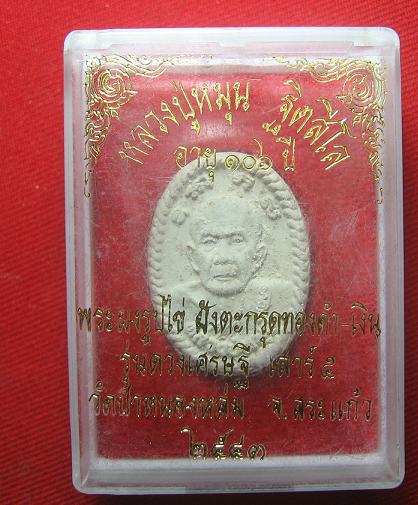 หลวงปู่หมุน ฐิตสีโล
อายุ ๑๐๖ ปี
พระผงรูปไข่ ฝังตะกรุดทองคำ-เงิน
รุ่นดวงเศรษฐี เสาร์ ๕
วัดป่าหนองหล่ม จ.สระแก้ว
๒๕๔๓